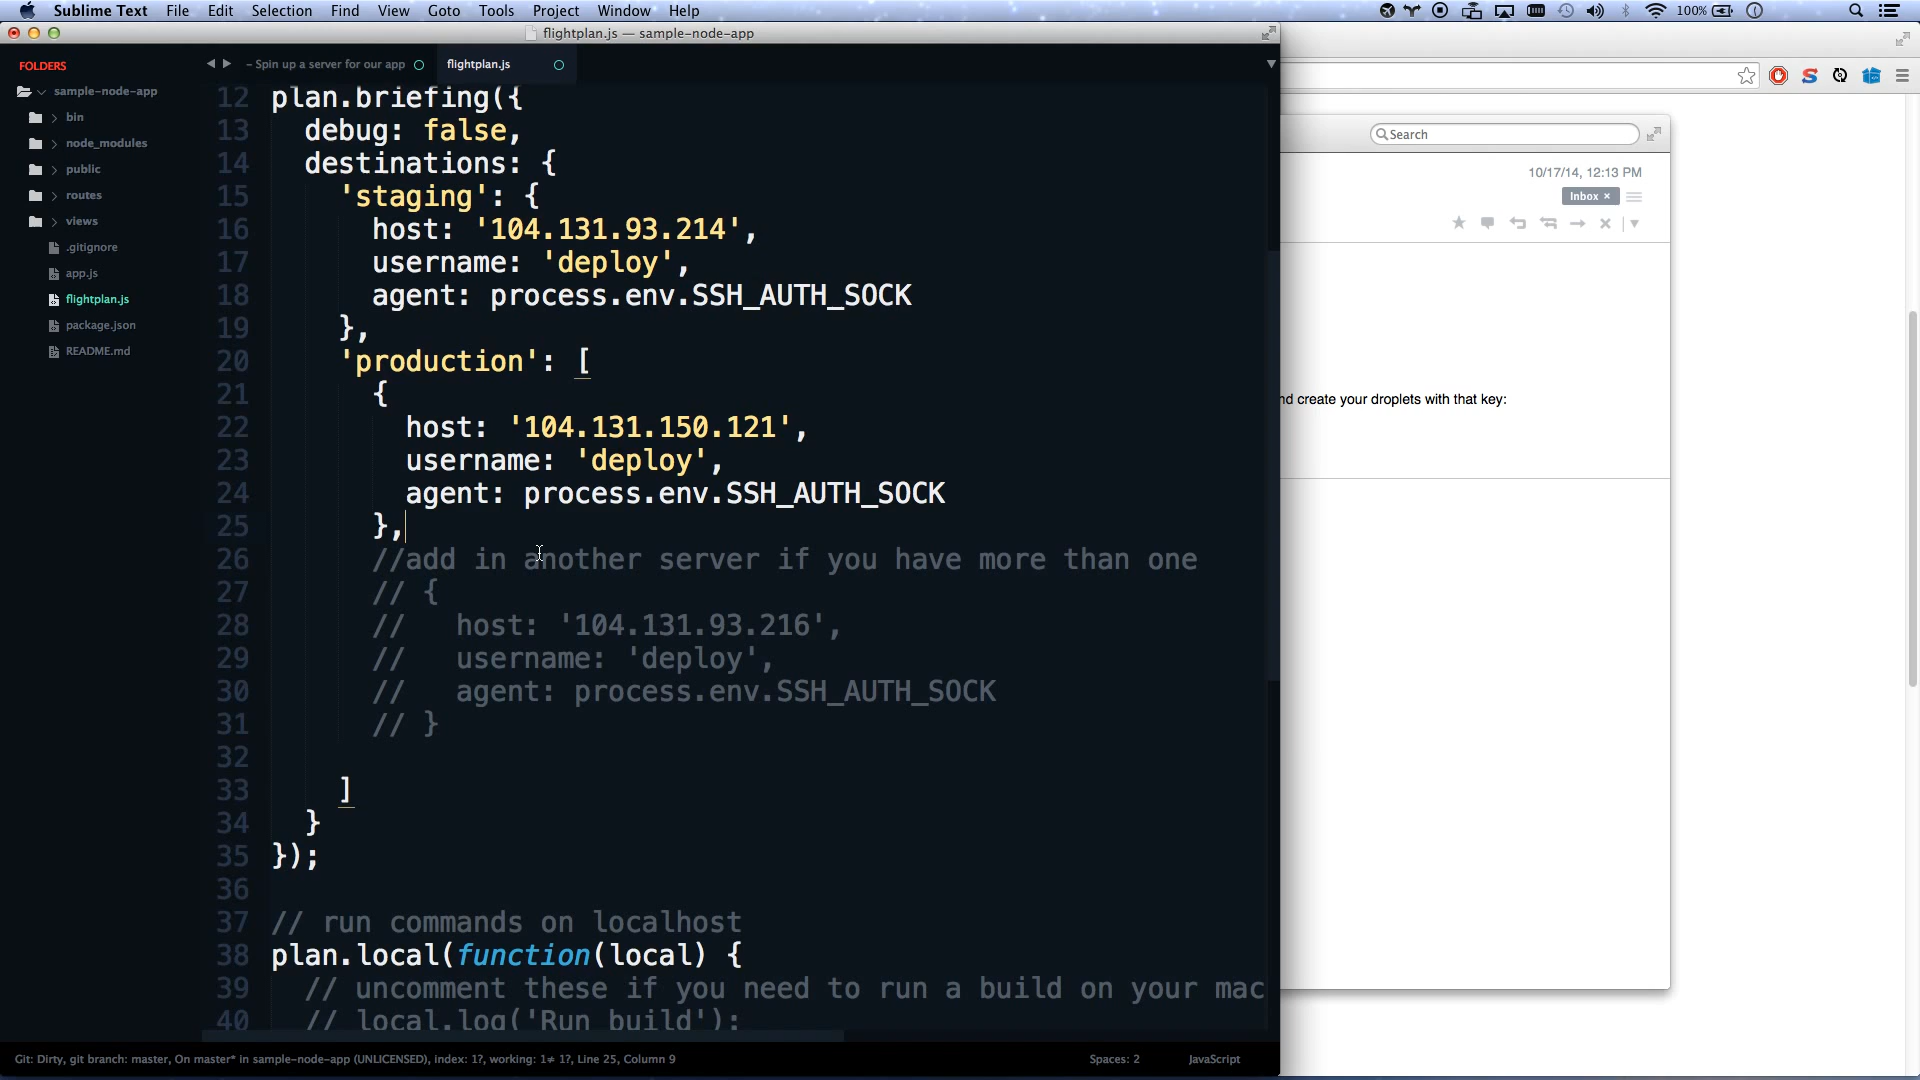 Sublime Text File Edit Selection Find View Goto Tools Project Window Help
100%
flightplan.js — sample-node-app
FOLDERS
sample-node-app
bin
node_modules
public
routes
views
.gitignore
app.js
flightplan.js
package.json
README.md
– Spin up a server for our app
flightplan.js
12 plan.briefing({
13 debug: false,
14 destinations: {
15 'staging': {
16 host: '104.131.93.214',
17 username: 'deploy',
18 agent: process.env.SSH_AUTH_SOCK
19 },
20 'production': [
21 {
22 host: '104.131.150.121',
23 username: 'deploy',
24 agent: process.env.SSH_AUTH_SOCK
25 },
26 //add in another server if you have more than one
27 // {
28 // host: '104.131.93.216',
29 // username: 'deploy',
30 // agent: process.env.SSH_AUTH_SOCK
31 // }
32
33 ]
34 }
35 });
36
37 // run commands on localhost
38 plan.local(function(local) {
39 // uncomment these if you need to run a build on your mac
40 // local.log('Run build');
Git: Dirty, git branch: master, On master* in sample-node-app (UNLICENSED), index: 1?, working: 1≠ 1?, Line 25, Column 9
Spaces: 2
JavaScript
Search
10/17/14, 12:13 PM
Inbox ×
nd create your droplets with that key: